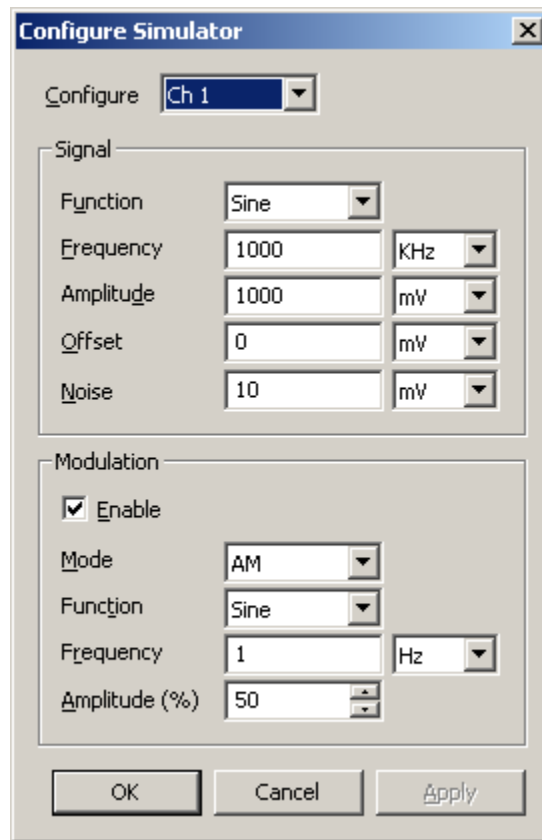 Configure Simulator
Configure Ch 1
Signal
Function Sine
Frequency 1000 KHz
Amplitude 1000 mV
Offset 0 mV
Noise 10 mV
Modulation
Enable
Mode AM
Function Sine
Frequency 1 Hz
Amplitude (%) 50
OK Cancel Apply